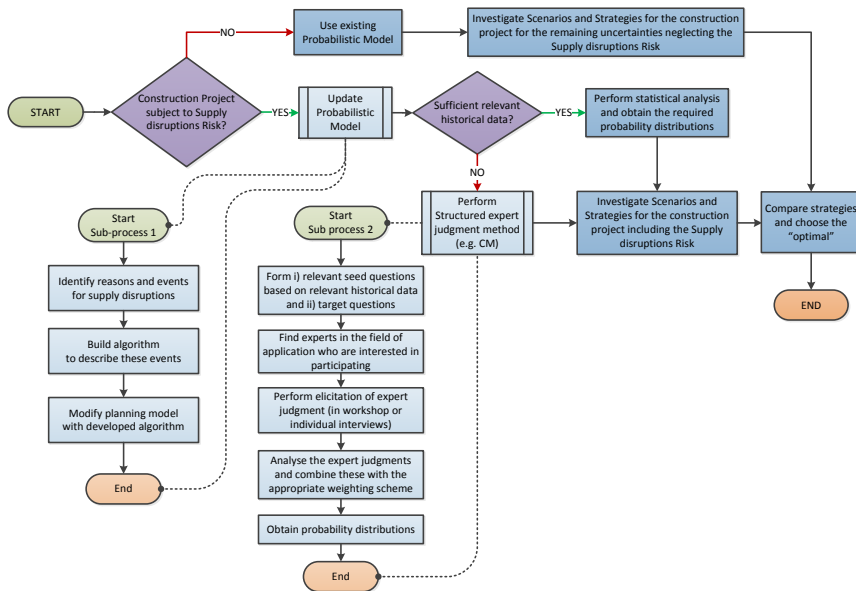 NO
Use existing
Probabilistic Model
Investigate Scenarios and Strategies for the construction
project for the remaining uncertainties neglecting the
Supply disruptions Risk
START
Construction Project
subject to Supply
disruptions Risk?
YES
Update
Probabilistic
Model
Sufficient relevant
historical data?
YES
Perform statistical analysis
and obtain the required
probability distributions
NO
Start
Sub-process 1
Start
Sub process 2
Perform
Structured expert
judgment method
(e.g. CM)
Investigate Scenarios and
Strategies for the construction
project including the Supply
disruptions Risk
Compare strategies
and choose the
“optimal”
END
Identify reasons and events
for supply disruptions
Build algorithm
to describe these events
Modify planning model
with developed algorithm
End
Form i) relevant seed questions
based on relevant historical data
and ii) target questions
Find experts in the field of
application who are interested in
participating
Perform elicitation of expert
judgment (in workshop or
individual interviews)
Analyse the expert judgments
and combine these with the
appropriate weighting scheme
Obtain probability distributions
End